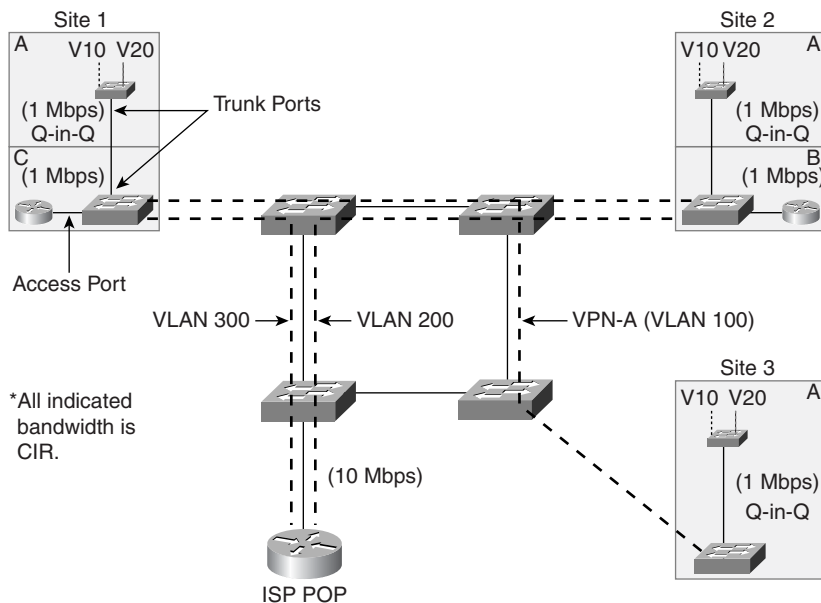 Site 1
A
V10 V20
(1 Mbps)
Q-in-Q
Trunk Ports
C
(1 Mbps)
Access Port
Site 2
V10 V20
A
(1 Mbps)
Q-in-Q
B
(1 Mbps)
VLAN 300
VLAN 200
VPN-A (VLAN 100)
*All indicated
bandwidth is
CIR.
(10 Mbps)
ISP POP
Site 3
V10 V20
A
(1 Mbps)
Q-in-Q